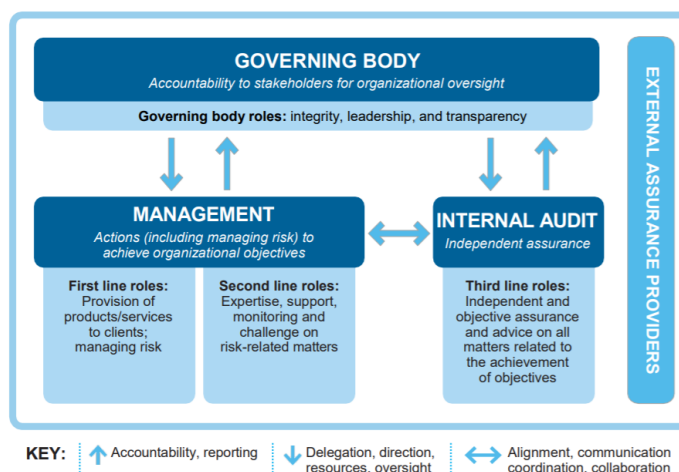 GOVERNING BODY
Accountability to stakeholders for organizational oversight
Governing body roles: integrity, leadership, and transparency
MANAGEMENT
Actions (including managing risk) to
achieve organizational objectives
First line roles:
Provision of
products/services
to clients;
managing risk
Second line roles:
Expertise, support,
monitoring and
challenge on
risk-related matters
INTERNAL AUDIT
Independent assurance
Third line roles:
Independent and
objective assurance
and advice on all
matters related to
the achievement
of objectives
EXTERNAL ASSURANCE PROVIDERS
KEY:
Accountability, reporting
Delegation, direction,
resources, oversight
Alignment, communication
coordination, collaboration